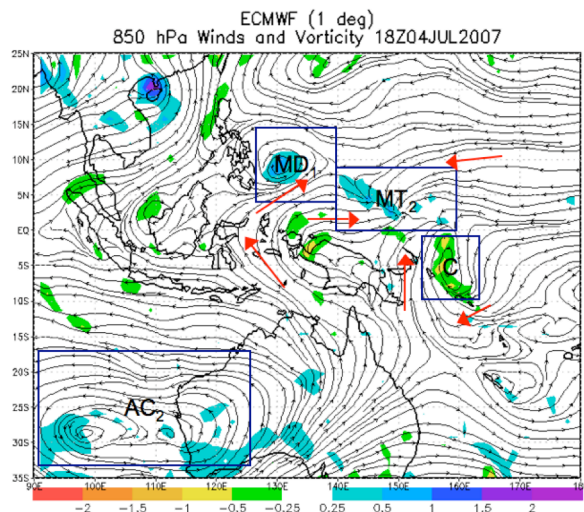 ECMWF (1 deg)
850 hPa Winds and Vorticity 18Z04JUL2007
25N
20N
15N
10N
5N
EQ
5S
10S
15S
20S
25S
30S
35S
MD1
MT2
C
AC2
90E 100E 110E 120E 130E 140E 150E 160E 170E 180
-2 -1.5 -1 -0.5 -0.25 0.25 0.5 1 1.5 2